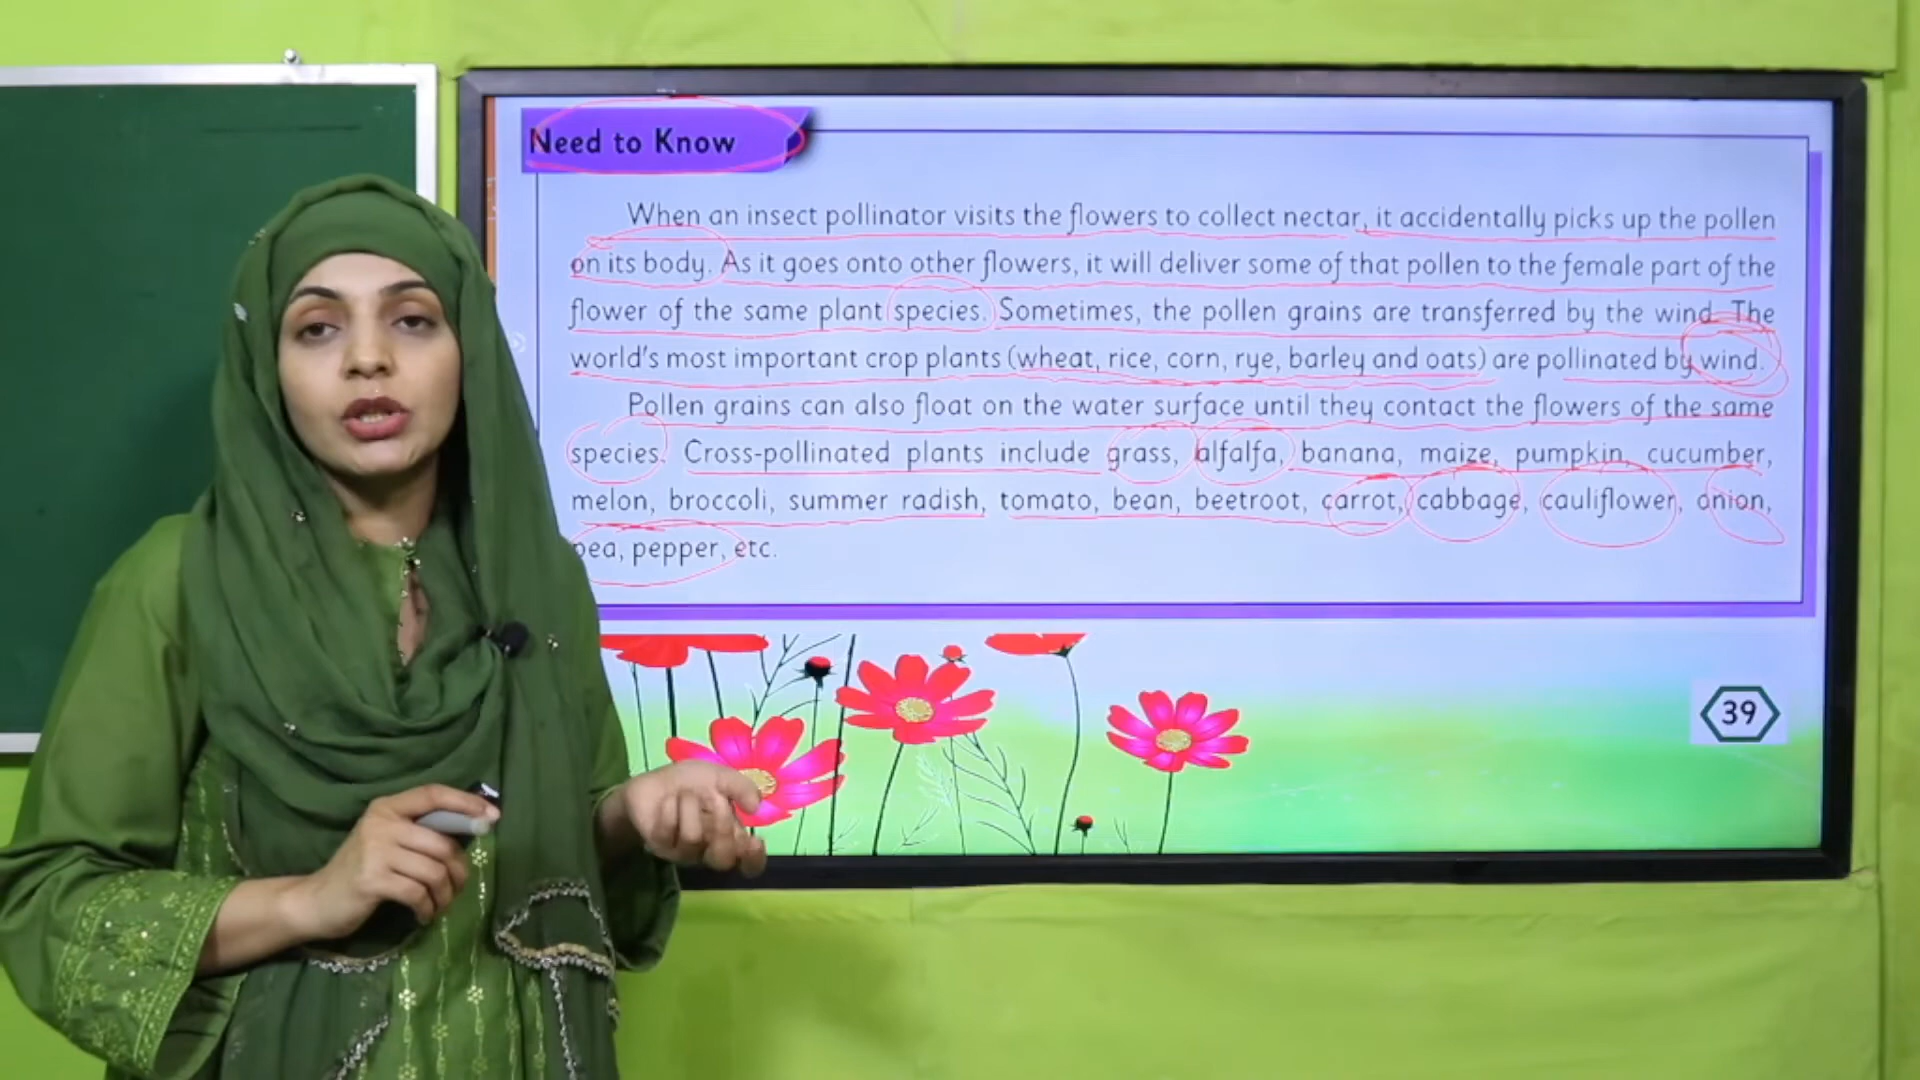 Need to Know
When an insect pollinator visits the flowers to collect nectar, it accidentally picks up the pollen
on its body. As it goes onto other flowers, it will deliver some of that pollen to the female part of the
flower of the same plant species. Sometimes, the pollen grains are transferred by the wind. The
world's most important crop plants (wheat, rice, corn, rye, barley and oats) are pollinated by wind.
Pollen grains can also float on the water surface until they contact the flowers of the same
species. Cross-pollinated plants include grass, alfalfa, banana, maize, pumpkin, cucumber,
melon, broccoli, summer radish, tomato, bean, beetroot, carrot, cabbage, cauliflower, onion,
pea, pepper, etc.
39